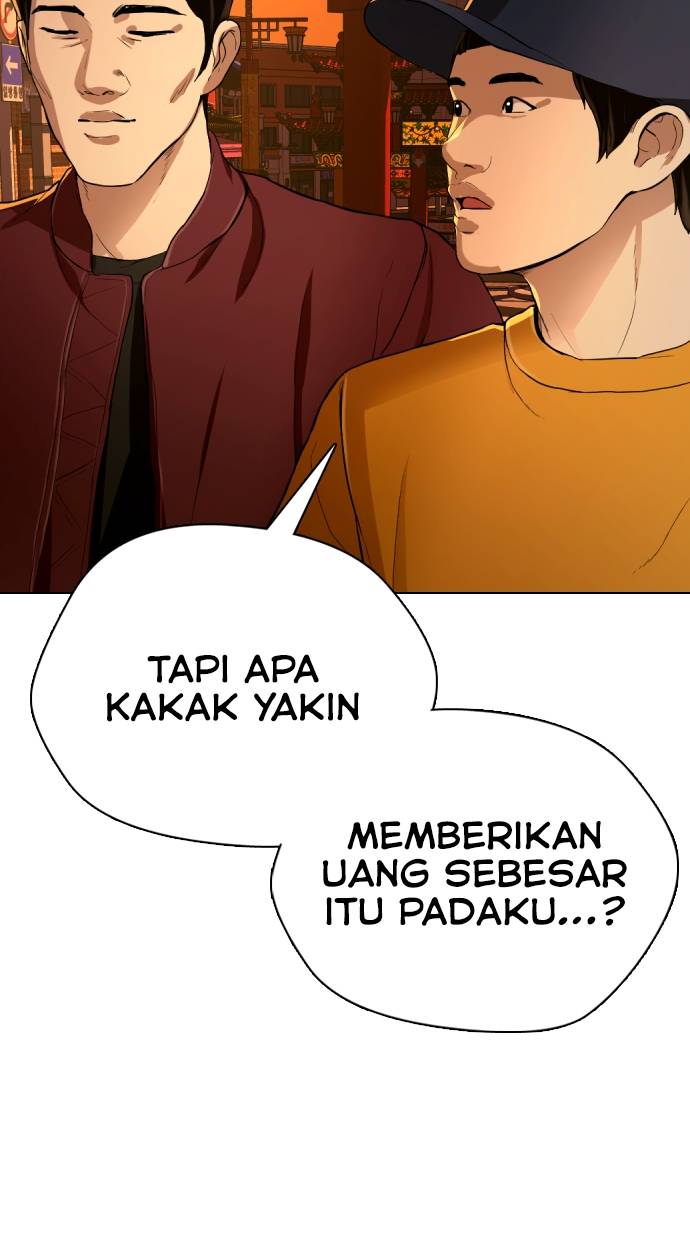 TAPI APA
KAKAK YAKIN
MEMBERIKAN
UANG SEBESAR
ITU PADAKU...?